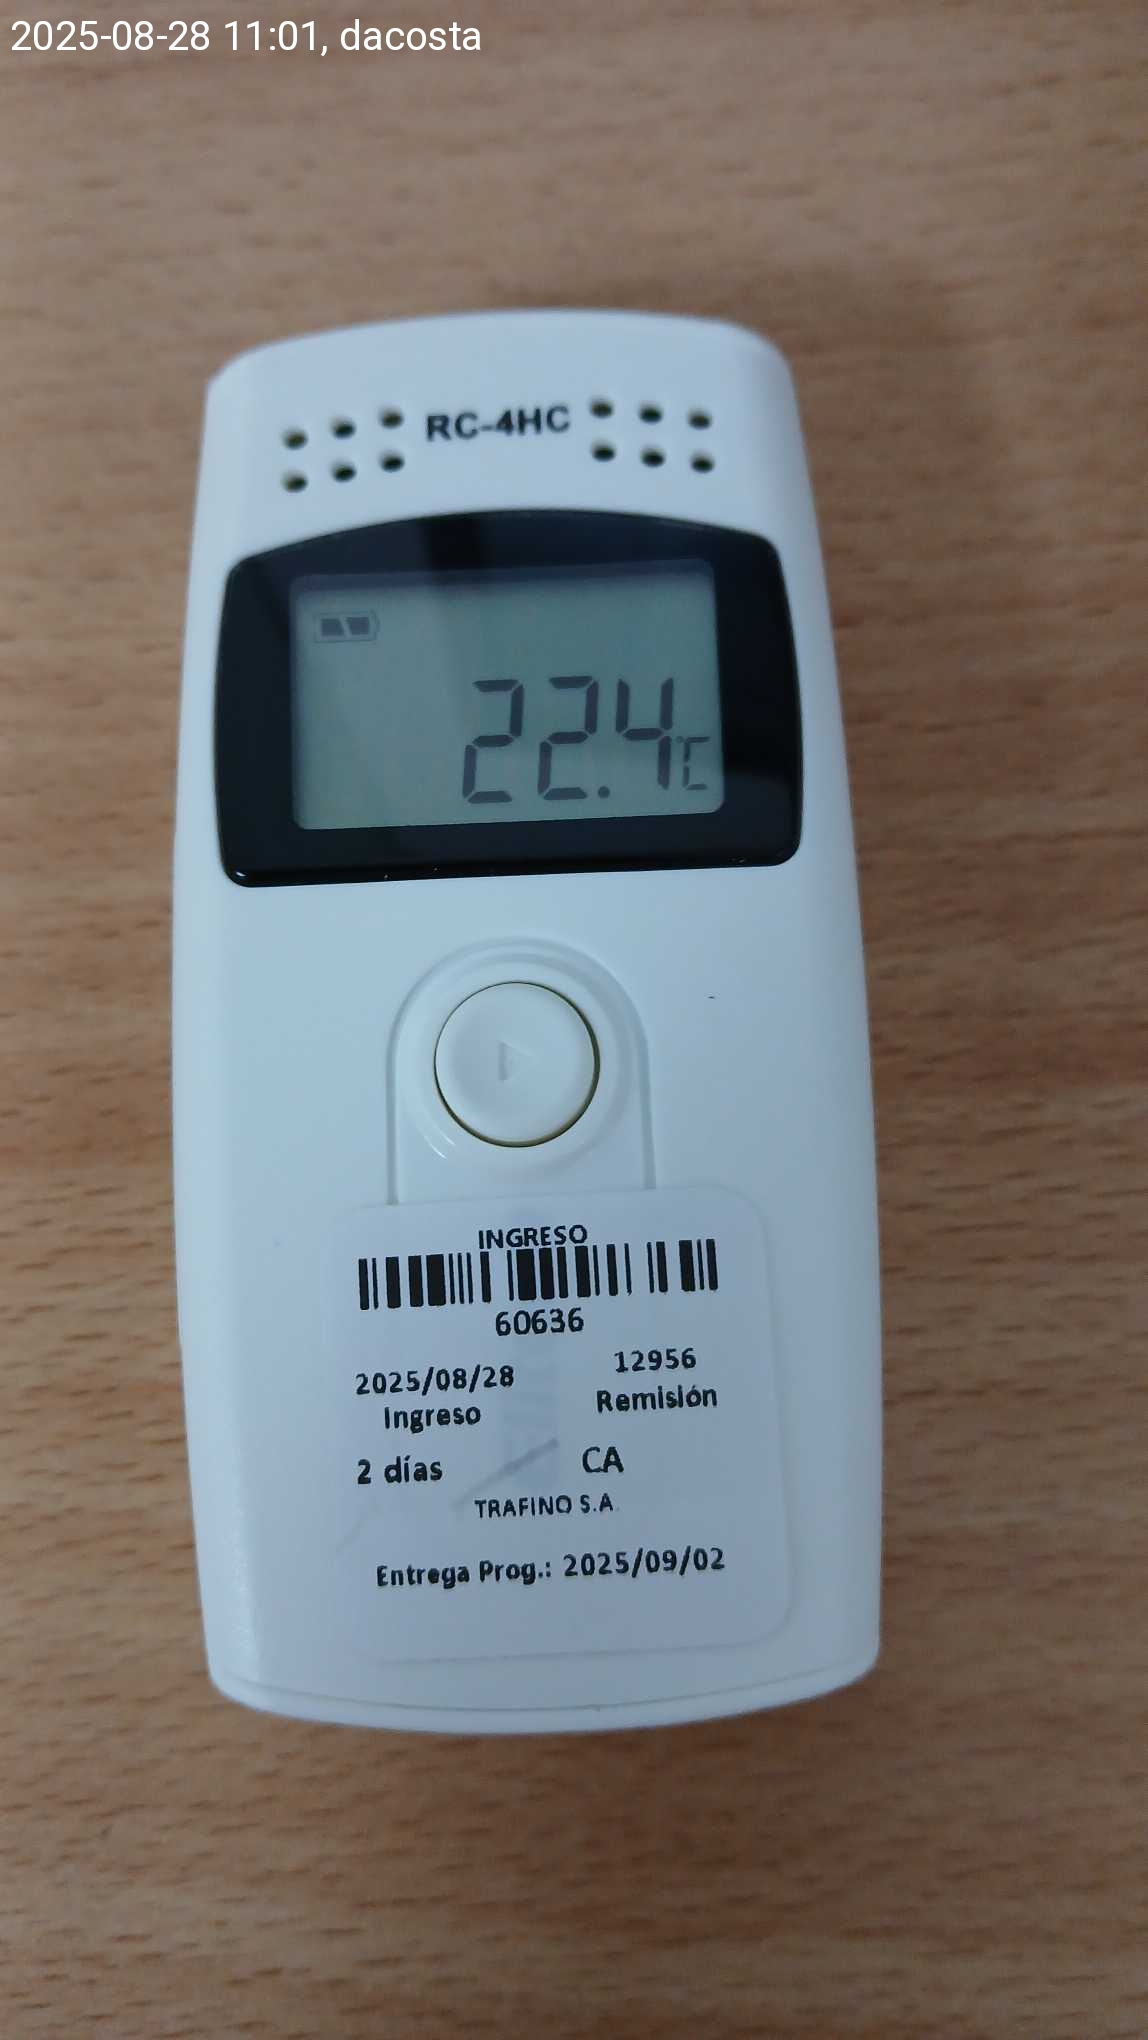 2025-08-28 11:01, dacosta
RC-4HC
22.4 °C
INGRESO
60636
2025/08/28 12956
Ingreso Remisión
2 días CA
TRAFINO S.A.
Entrega Prog.: 2025/09/02